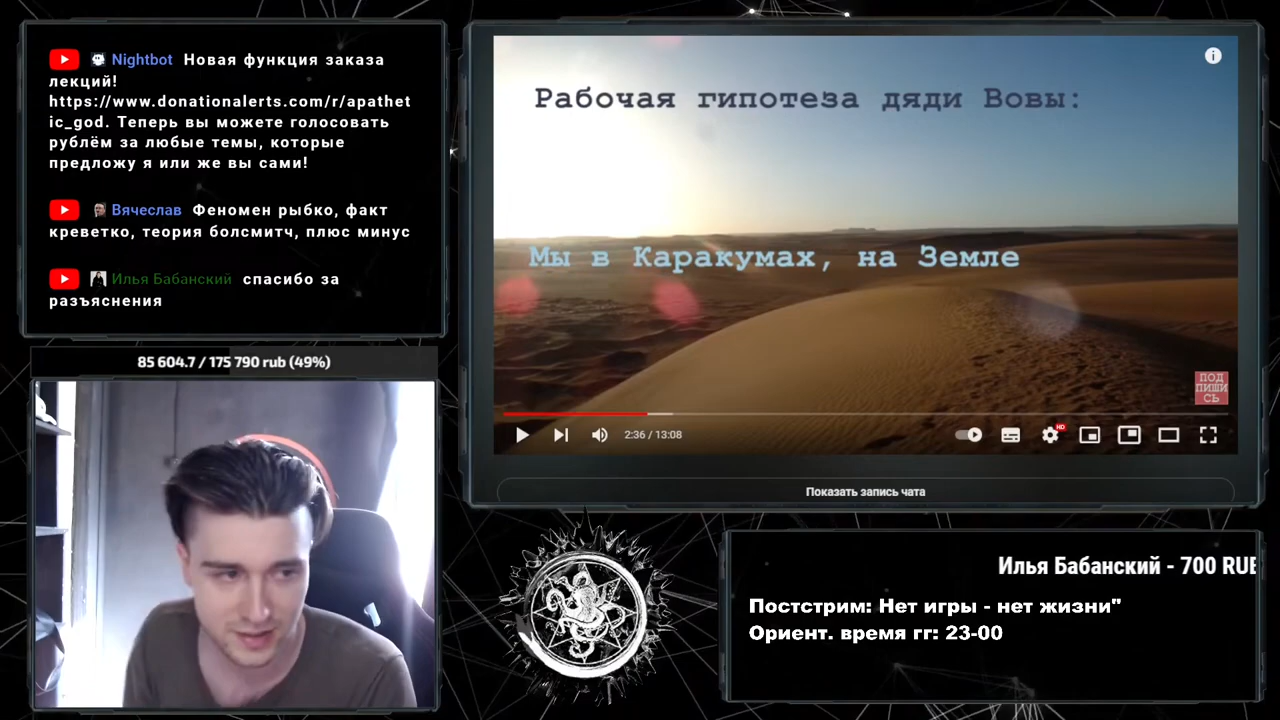 Nightbot Новая функция заказа
лекций!
https://www.donationalerts.com/r/apathet
ic_god. Теперь вы можете голосовать
рублём за любые темы, которые
предложу я или же вы сами!
Вячеслав Феномен рыбко, факт
креветко, теория болсмитч, плюс минус
Илья Бабанский спасибо за
разъяснения
85 604.7 / 175 790 rub (49%)
Рабочая гипотеза дяди Вовы:
Мы в Каракумах, на Земле
ПОД
ПИШИ
СЬ
2:36 / 13:08
HD
Показать запись чата
Илья Бабанский - 700 RUB
Постстрим: Нет игры - нет жизни"
Ориент. время гг: 23-00